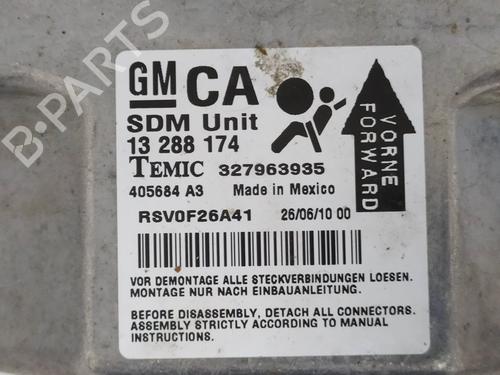 GM CA
SDM Unit
13 288 174
TEMIC 327963935
405684 A3 Made in Mexico
RSV0F26A41 26/06/10 00
VORNE
FORWARD
VOR DEMONTAGE ALLE STECKVERBINDUNGEN LOESEN.
MONTAGE NUR NACH EINBAUANLEITUNG.
BEFORE DISASSEMBLY, DETACH ALL CONNECTORS.
ASSEMBLY STRICTLY ACCORDING TO MANUAL
INSTRUCTIONS.
B-PARTS